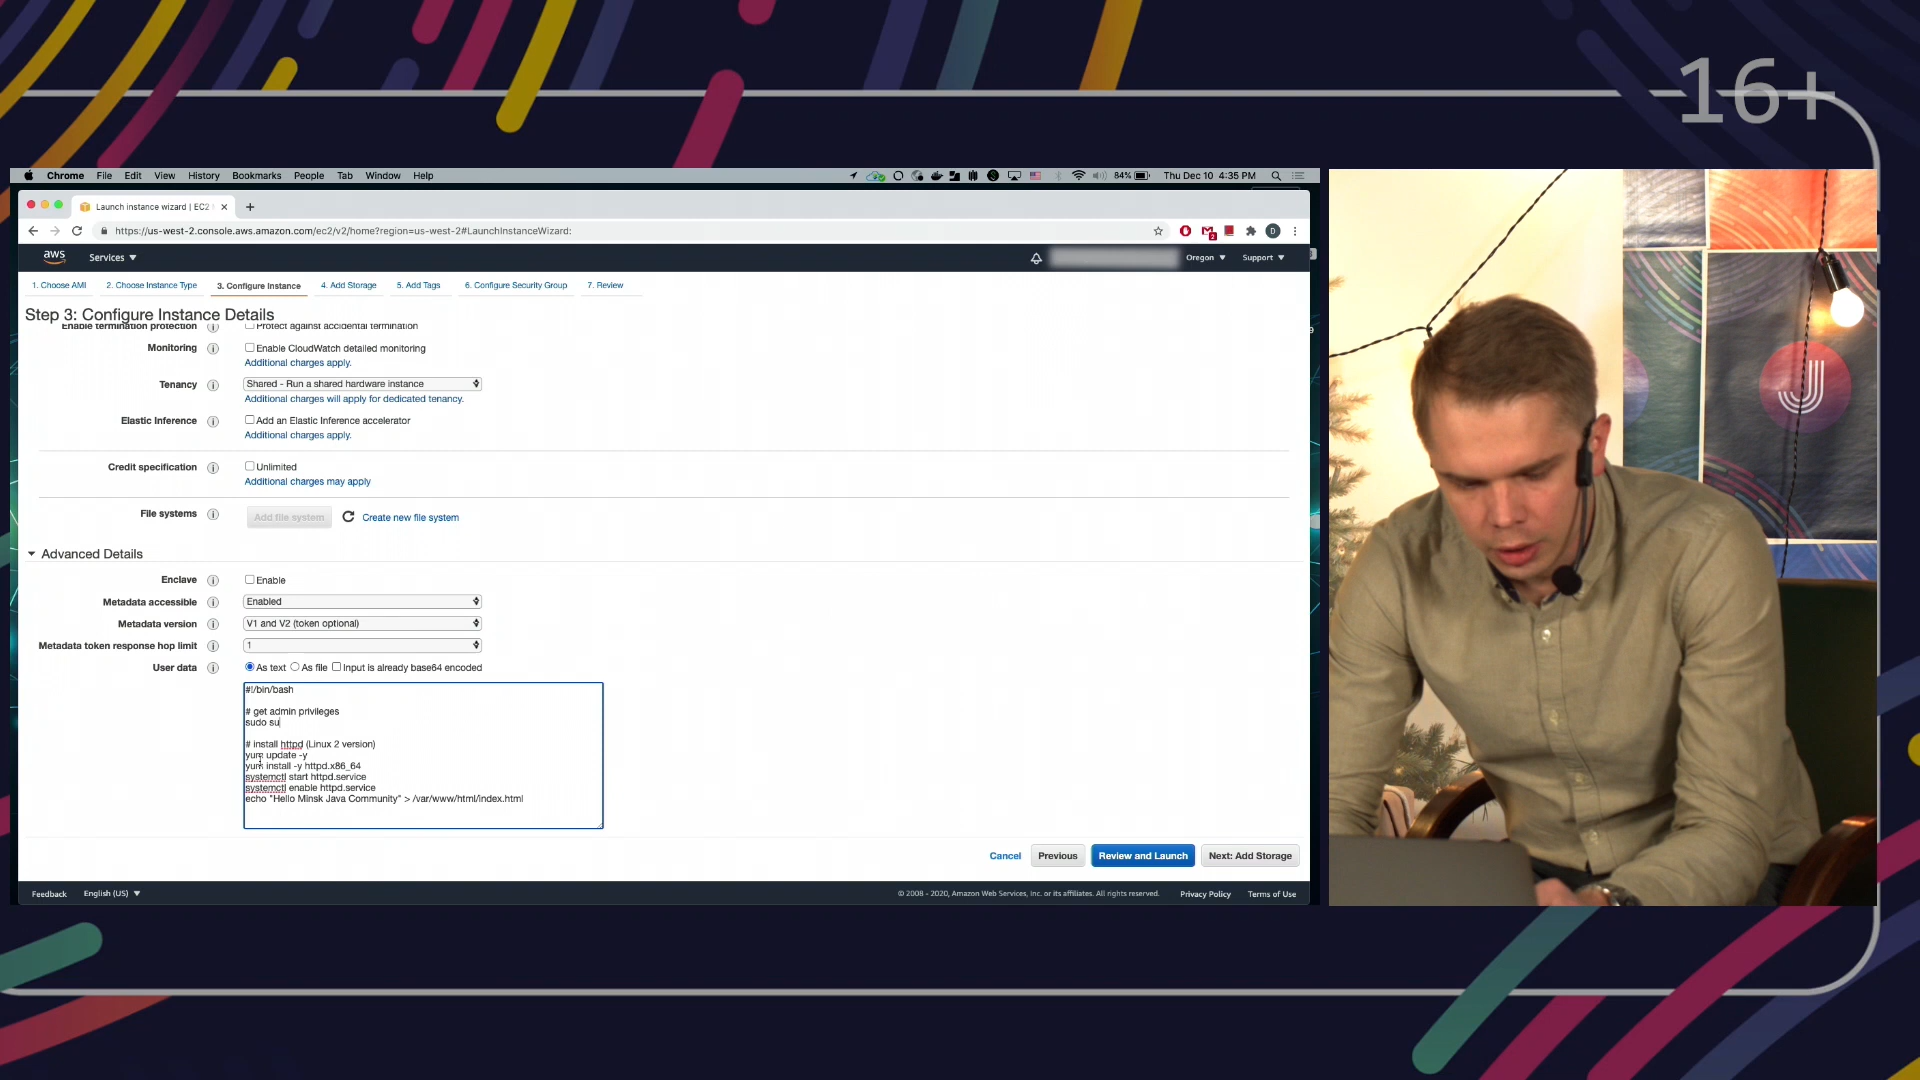 16+
Chrome File Edit View History Bookmarks People Tab Window Help
84% Thu Dec 10 4:35 PM
Launch instance wizard | EC2
https://us-west-2.console.aws.amazon.com/ec2/v2/home?region=us-west-2#LaunchInstanceWizard:
aws Services Oregon Support
1. Choose AMI 2. Choose Instance Type 3. Configure Instance 4. Add Storage 5. Add Tags 6. Configure Security Group 7. Review
Step 3: Configure Instance Details
Enable termination protection Protect against accidental termination
Monitoring Enable CloudWatch detailed monitoring
Additional charges apply.
Tenancy Shared - Run a shared hardware instance
Additional charges will apply for dedicated tenancy.
Elastic Inference Add an Elastic Inference accelerator
Additional charges apply.
Credit specification Unlimited
Additional charges may apply
File systems Add file system Create new file system
Advanced Details
Enclave Enable
Metadata accessible Enabled
Metadata version V1 and V2 (token optional)
Metadata token response hop limit 1
User data As text As file Input is already base64 encoded
#!/bin/bash
# get admin privileges
sudo su
# install httpd (Linux 2 version)
yum update -y
yum install -y httpd.x86_64
systemctl start httpd.service
systemctl enable httpd.service
echo "Hello Minsk Java Community" > /var/www/html/index.html
Cancel Previous Review and Launch Next: Add Storage
Feedback English (US) © 2008 - 2020, Amazon Web Services, Inc. or its affiliates. All rights reserved. Privacy Policy Terms of Use